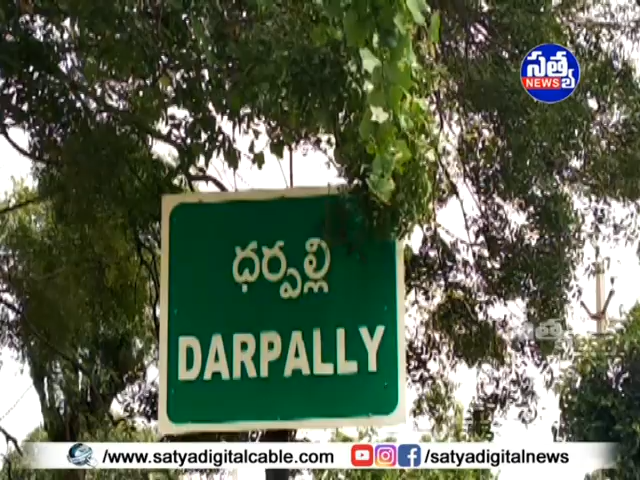 సత్య
NEWS
ధర్పల్లి
DARPALLY
/www.satyadigitalcable.com
/satyadigitalnews